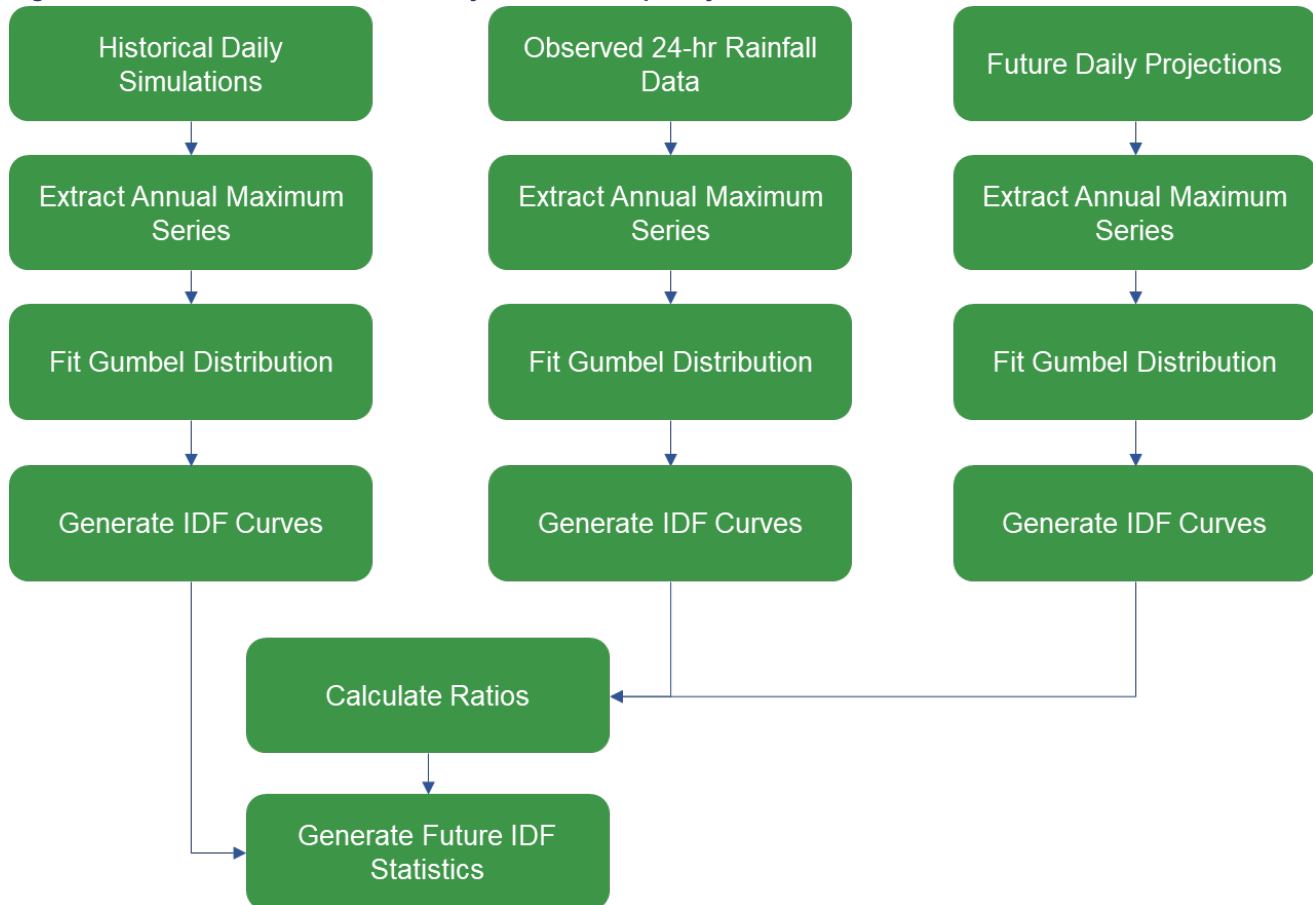 Historical Daily
Simulations
Observed 24-hr Rainfall
Data
Future Daily Projections
Extract Annual Maximum
Series
Extract Annual Maximum
Series
Extract Annual Maximum
Series
Fit Gumbel Distribution
Fit Gumbel Distribution
Fit Gumbel Distribution
Generate IDF Curves
Generate IDF Curves
Generate IDF Curves
Calculate Ratios
Generate Future IDF
Statistics